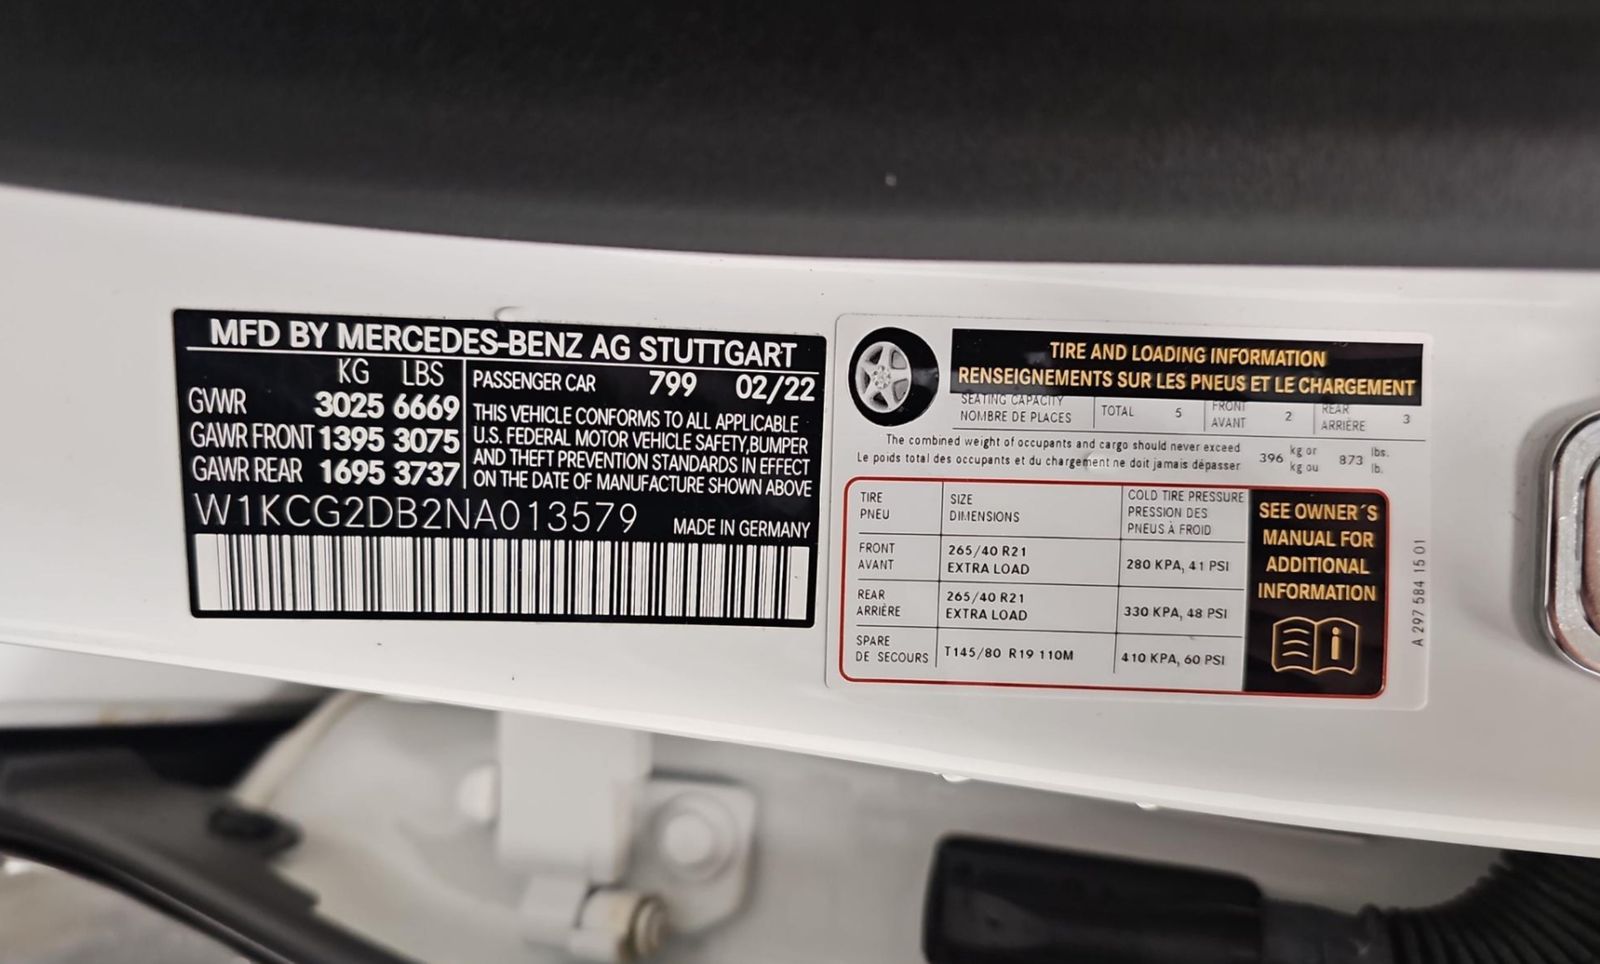 MFD BY MERCEDES-BENZ AG STUTTGART
KG LBS
GVWR 3025 6669
GAWR FRONT 1395 3075
GAWR REAR 1695 3737
PASSENGER CAR 799 02/22
THIS VEHICLE CONFORMS TO ALL APPLICABLE
U.S. FEDERAL MOTOR VEHICLE SAFETY,BUMPER
AND THEFT PREVENTION STANDARDS IN EFFECT
ON THE DATE OF MANUFACTURE SHOWN ABOVE
W1KCG2DB2NA013579 MADE IN GERMANY
TIRE AND LOADING INFORMATION
RENSEIGNEMENTS SUR LES PNEUS ET LE CHARGEMENT
SEATING CAPACITY
NOMBRE DE PLACES
TOTAL 5
FRONT
AVANT
2
REAR
ARRIÈRE
3
The combined weight of occupants and cargo should never exceed
Le poids total des occupants et du chargement ne doit jamais dépasser
396 kg or
kg ou
873 lbs.
lb.
TIRE
PNEU
SIZE
DIMENSIONS
COLD TIRE PRESSURE
PRESSION DES
PNEUS À FROID
FRONT
AVANT
265/40 R21
EXTRA LOAD
280 KPA, 41 PSI
REAR
ARRIÈRE
265/40 R21
EXTRA LOAD
330 KPA, 48 PSI
SPARE
DE SECOURS
T145/80 R19 110M
410 KPA, 60 PSI
SEE OWNER´S
MANUAL FOR
ADDITIONAL
INFORMATION
A 297 584 15 01